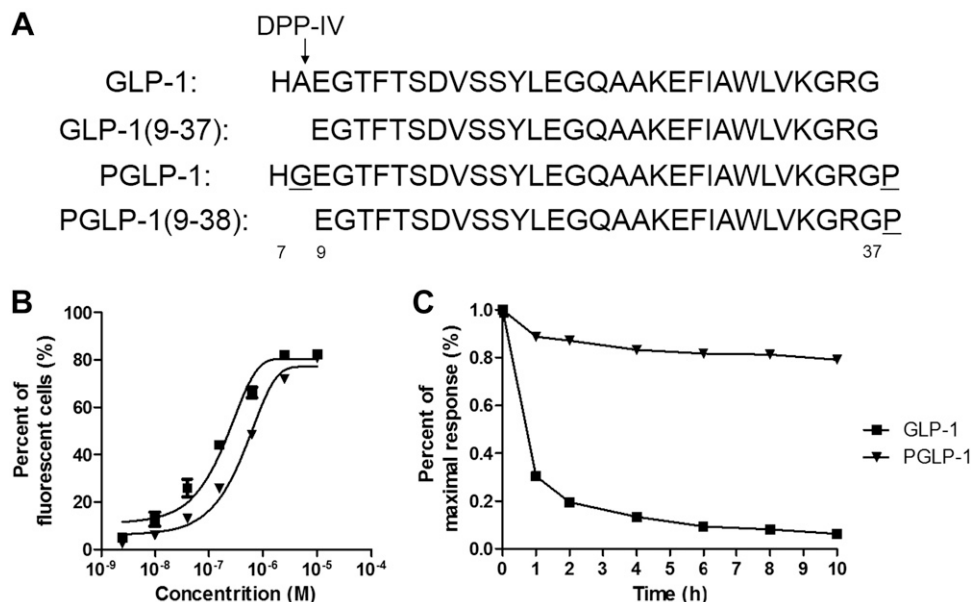 A
DPP-IV
GLP-1: HAEGTFTSDVSSYLEGQAAKEFIAWLVKGRG
GLP-1(9-37): EGTFTSDVSSYLEGQAAKEFIAWLVKGRG
PGLP-1: HGEGTFTSDVSSYLEGQAAKEFIAWLVKGRGP
PGLP-1(9-38): EGTFTSDVSSYLEGQAAKEFIAWLVKGRGP
7 9 37
B
Percent of
fluorescent cells (%)
100
80
60
40
20
0
10-9 10-8 10-7 10-6 10-5 10-4
Concentrition (M)
C
Percent of
maximal response (%)
1.0
0.8
0.6
0.4
0.2
0.0
0 1 2 3 4 5 6 7 8 9 10
Time (h)
GLP-1
PGLP-1